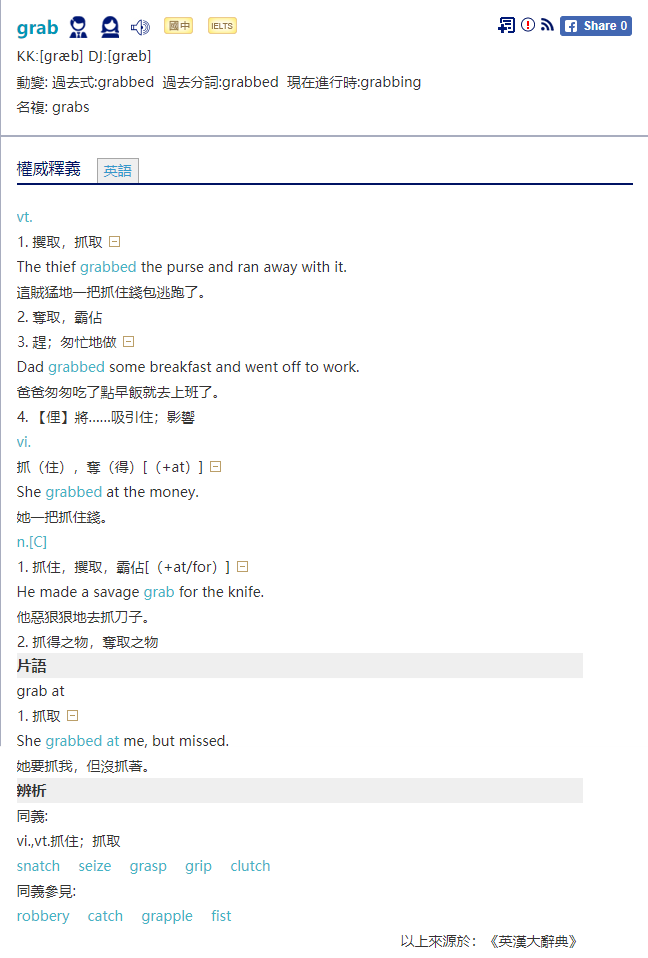 grab 國中 IELTS Share 0
KK:[græb] DJ:[græb]
動變: 過去式:grabbed 過去分詞:grabbed 現在進行時:grabbing
名複: grabs
權威釋義 英語
vt.
1. 攫取，抓取
The thief grabbed the purse and ran away with it.
這賊猛地一把抓住錢包逃跑了。
2. 奪取，霸佔
3. 趕；匆忙地做
Dad grabbed some breakfast and went off to work.
爸爸匆匆吃了點早飯就去上班了。
4. 【俚】將……吸引住；影響
vi.
抓（住），奪（得）[（+at）]
She grabbed at the money.
她一把抓住錢。
n.[C]
1. 抓住，攫取，霸佔[（+at/for）]
He made a savage grab for the knife.
他惡狠狠地去抓刀子。
2. 抓得之物，奪取之物
片語
grab at
1. 抓取
She grabbed at me, but missed.
她要抓我，但沒抓著。
辨析
同義:
vi.,vt.抓住；抓取
snatch seize grasp grip clutch
同義參見:
robbery catch grapple fist
以上來源於：《英漢大辭典》